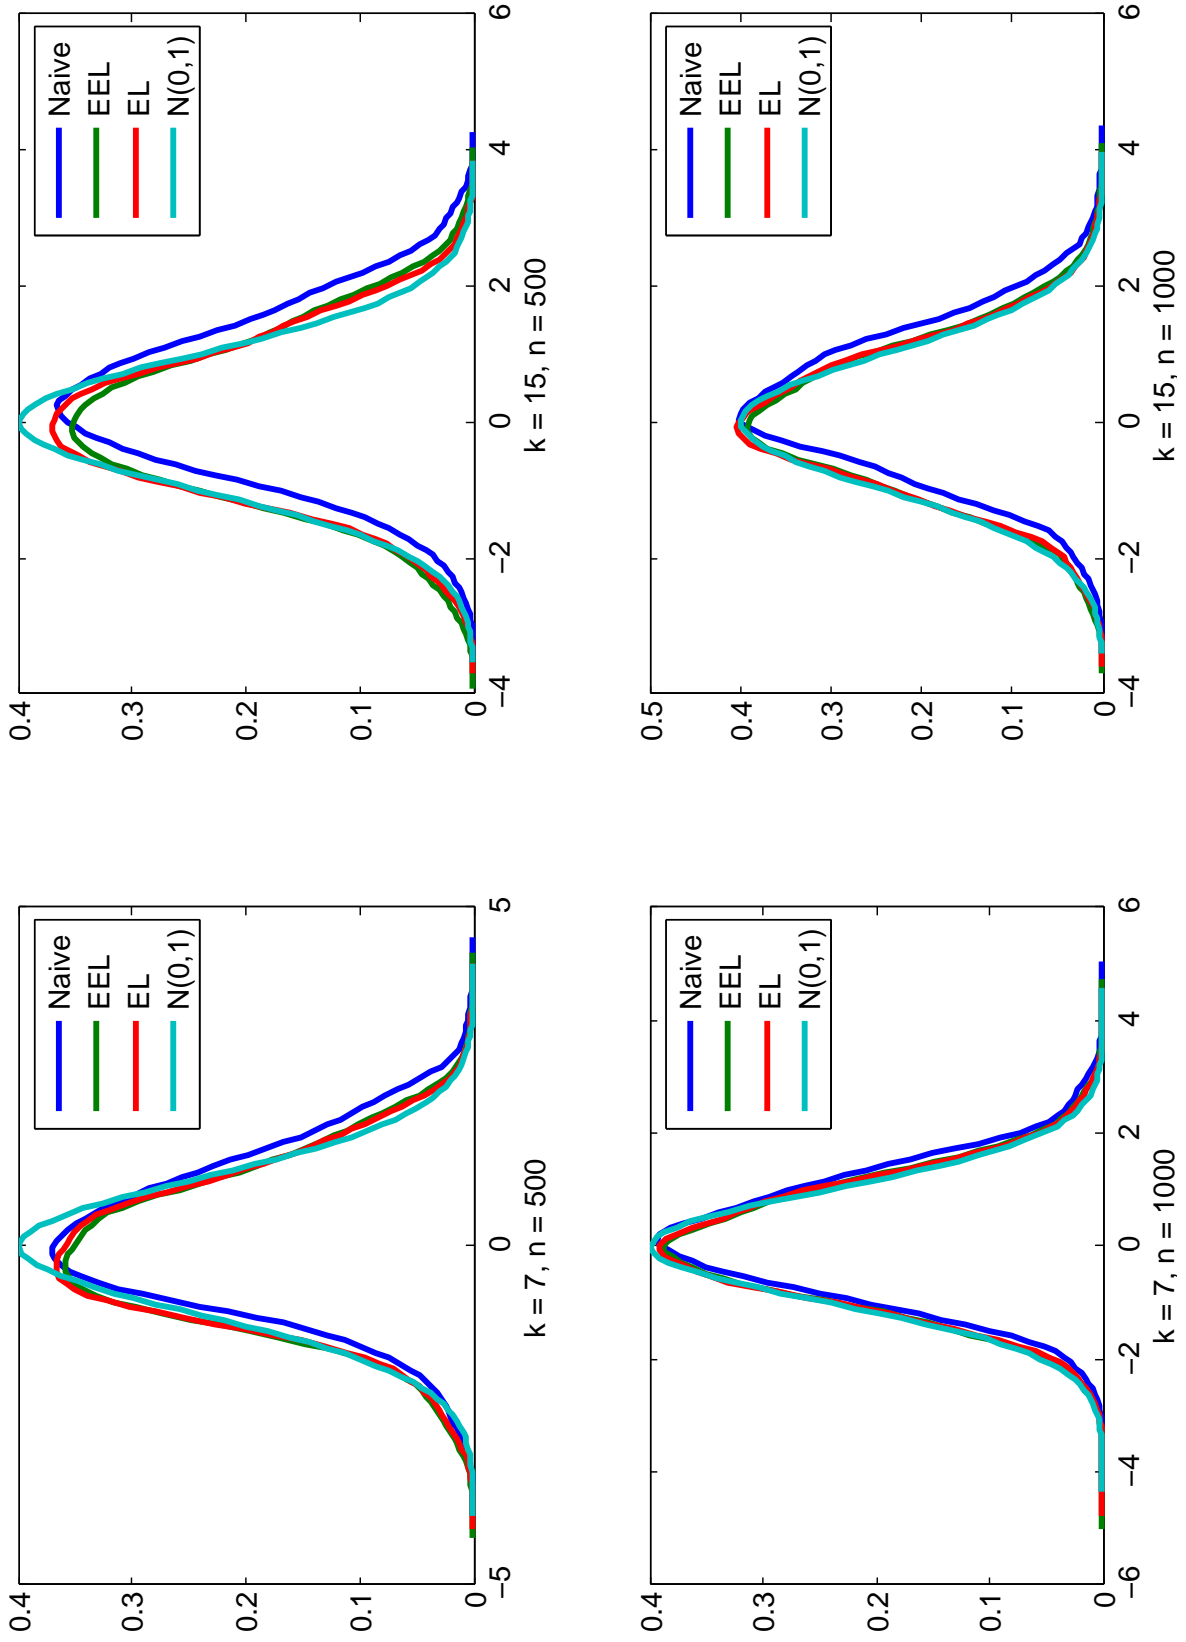 0.4
0.3
0.2
0.1
0
−5
0
5
k = 7, n = 500
Naive
EEL
EL
N(0,1)
0.4
0.3
0.2
0.1
0
−4
−2
0
2
4
6
k = 15, n = 500
Naive
EEL
EL
N(0,1)
0.4
0.3
0.2
0.1
0
−6
−4
−2
0
2
4
6
k = 7, n = 1000
Naive
EEL
EL
N(0,1)
0.5
0.4
0.3
0.2
0.1
0
−4
−2
0
2
4
6
k = 15, n = 1000
Naive
EEL
EL
N(0,1)